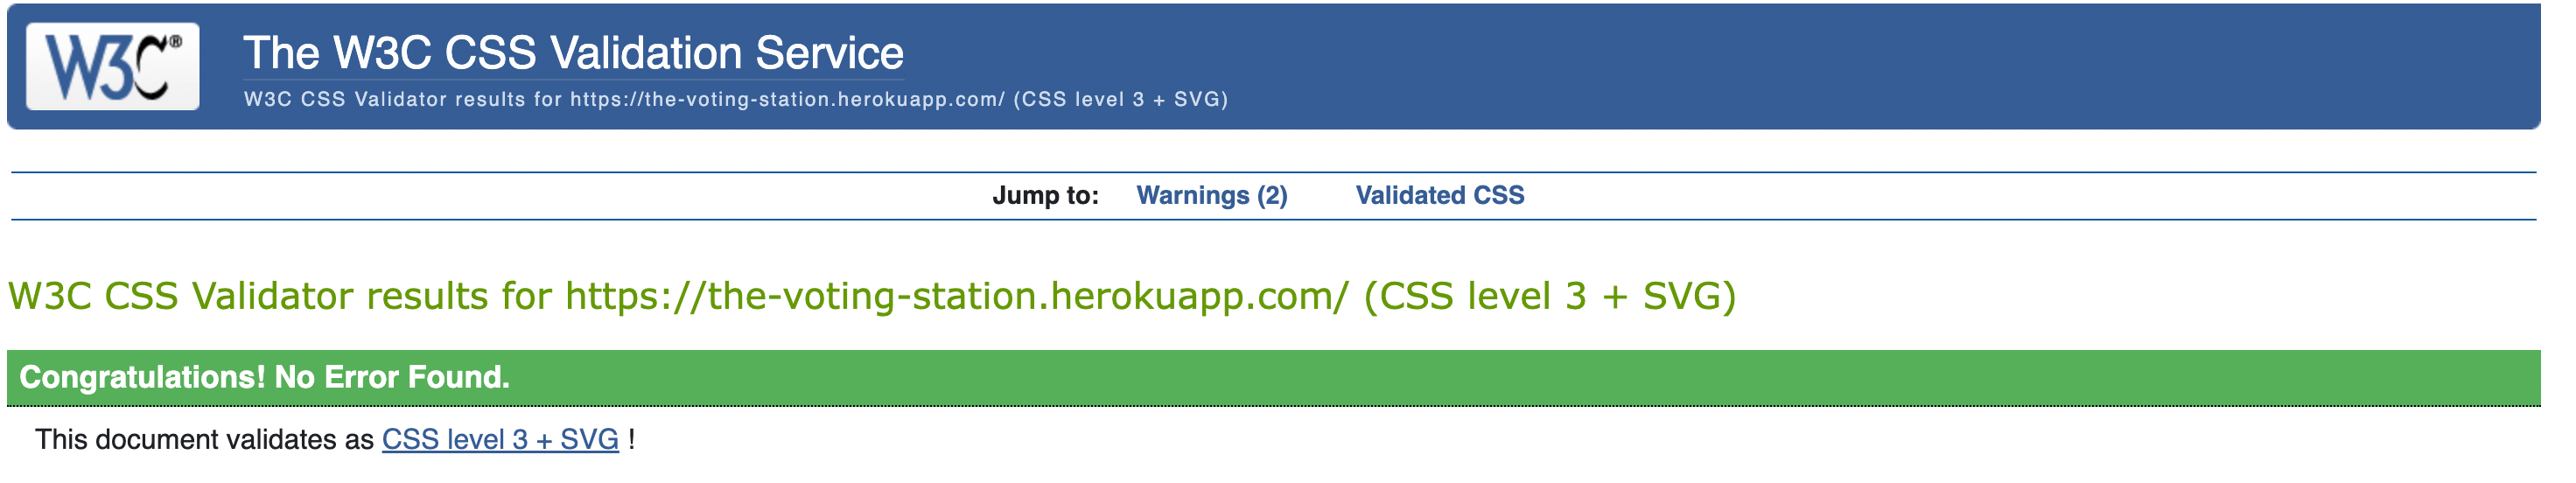 W3C®
The W3C CSS Validation Service
W3C CSS Validator results for https://the-voting-station.herokuapp.com/ (CSS level 3 + SVG)
Jump to: Warnings (2) Validated CSS
W3C CSS Validator results for https://the-voting-station.herokuapp.com/ (CSS level 3 + SVG)
Congratulations! No Error Found.
This document validates as CSS level 3 + SVG !